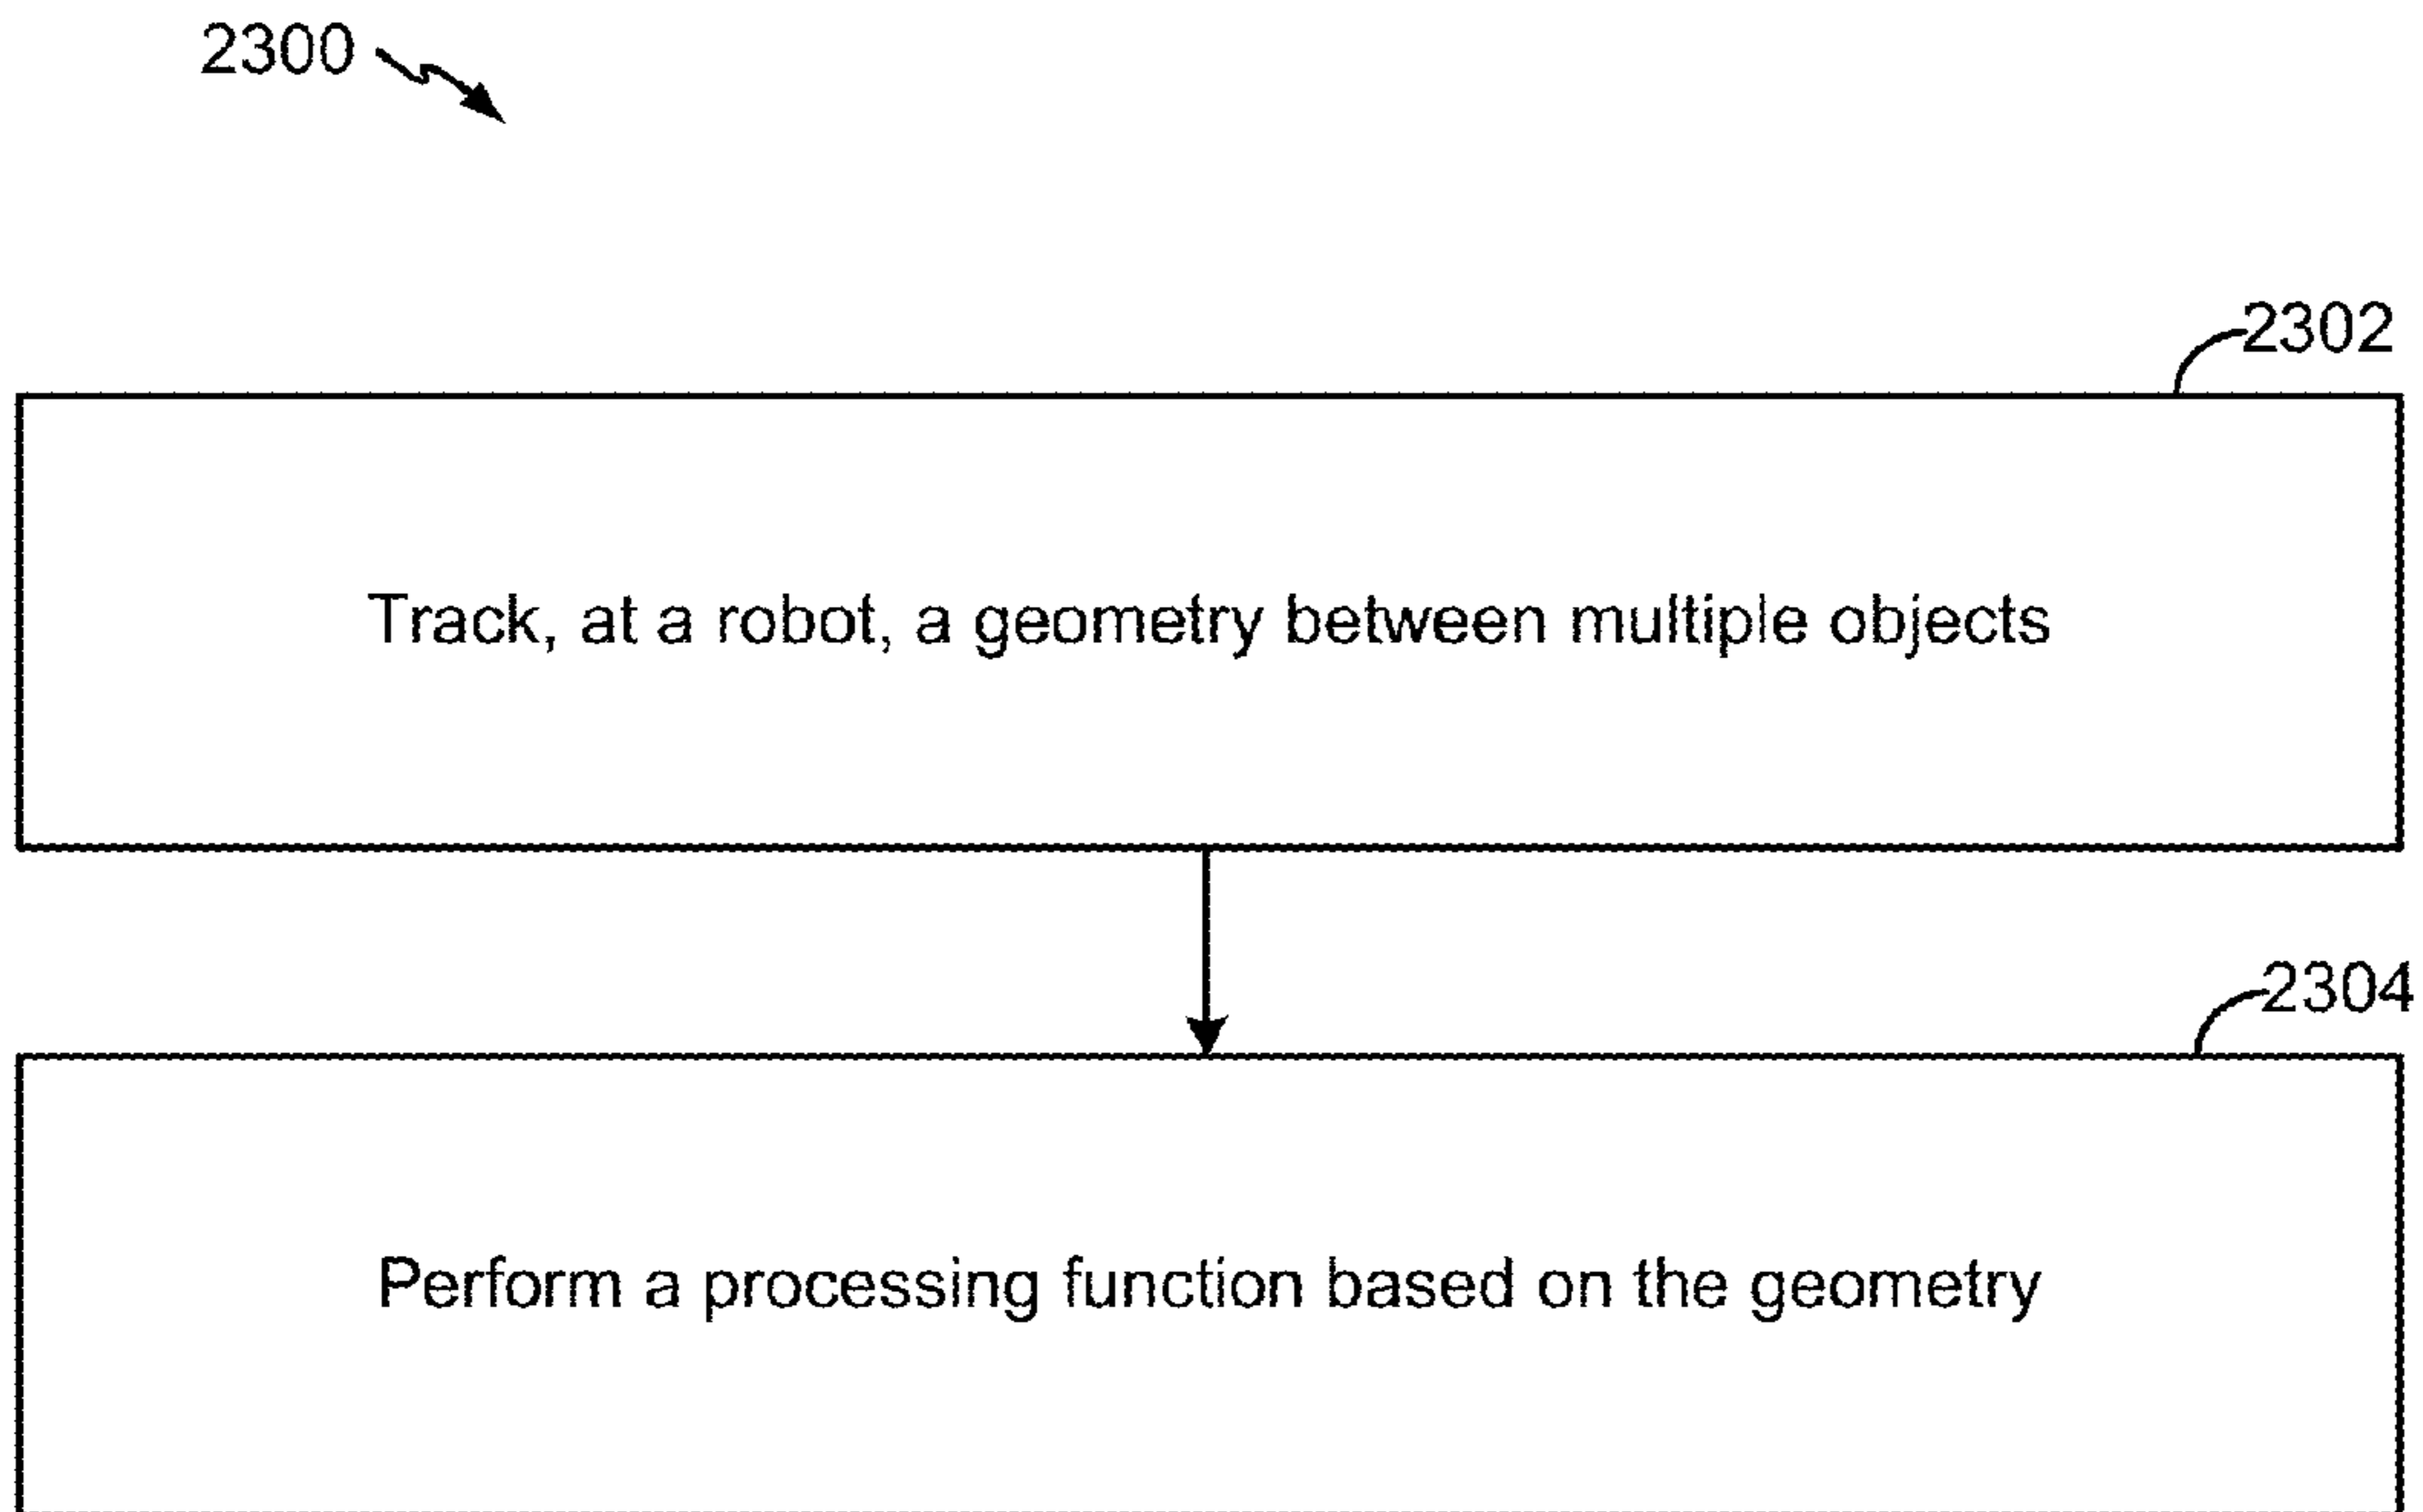 2300
2302
Track, at a robot, a geometry between multiple objects
2304
Perform a processing function based on the geometry